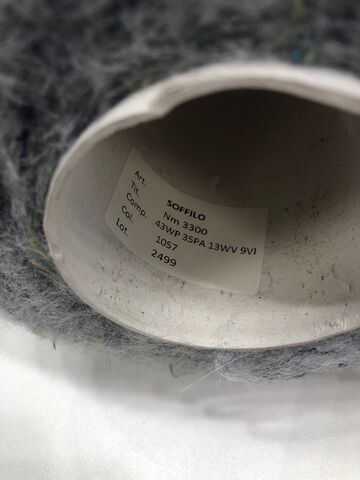 Art. SOFFILO
Tit. Nm 3300
Comp. 43WP 35PA 13WV 9VI
Col. 1057
Lot. 2499